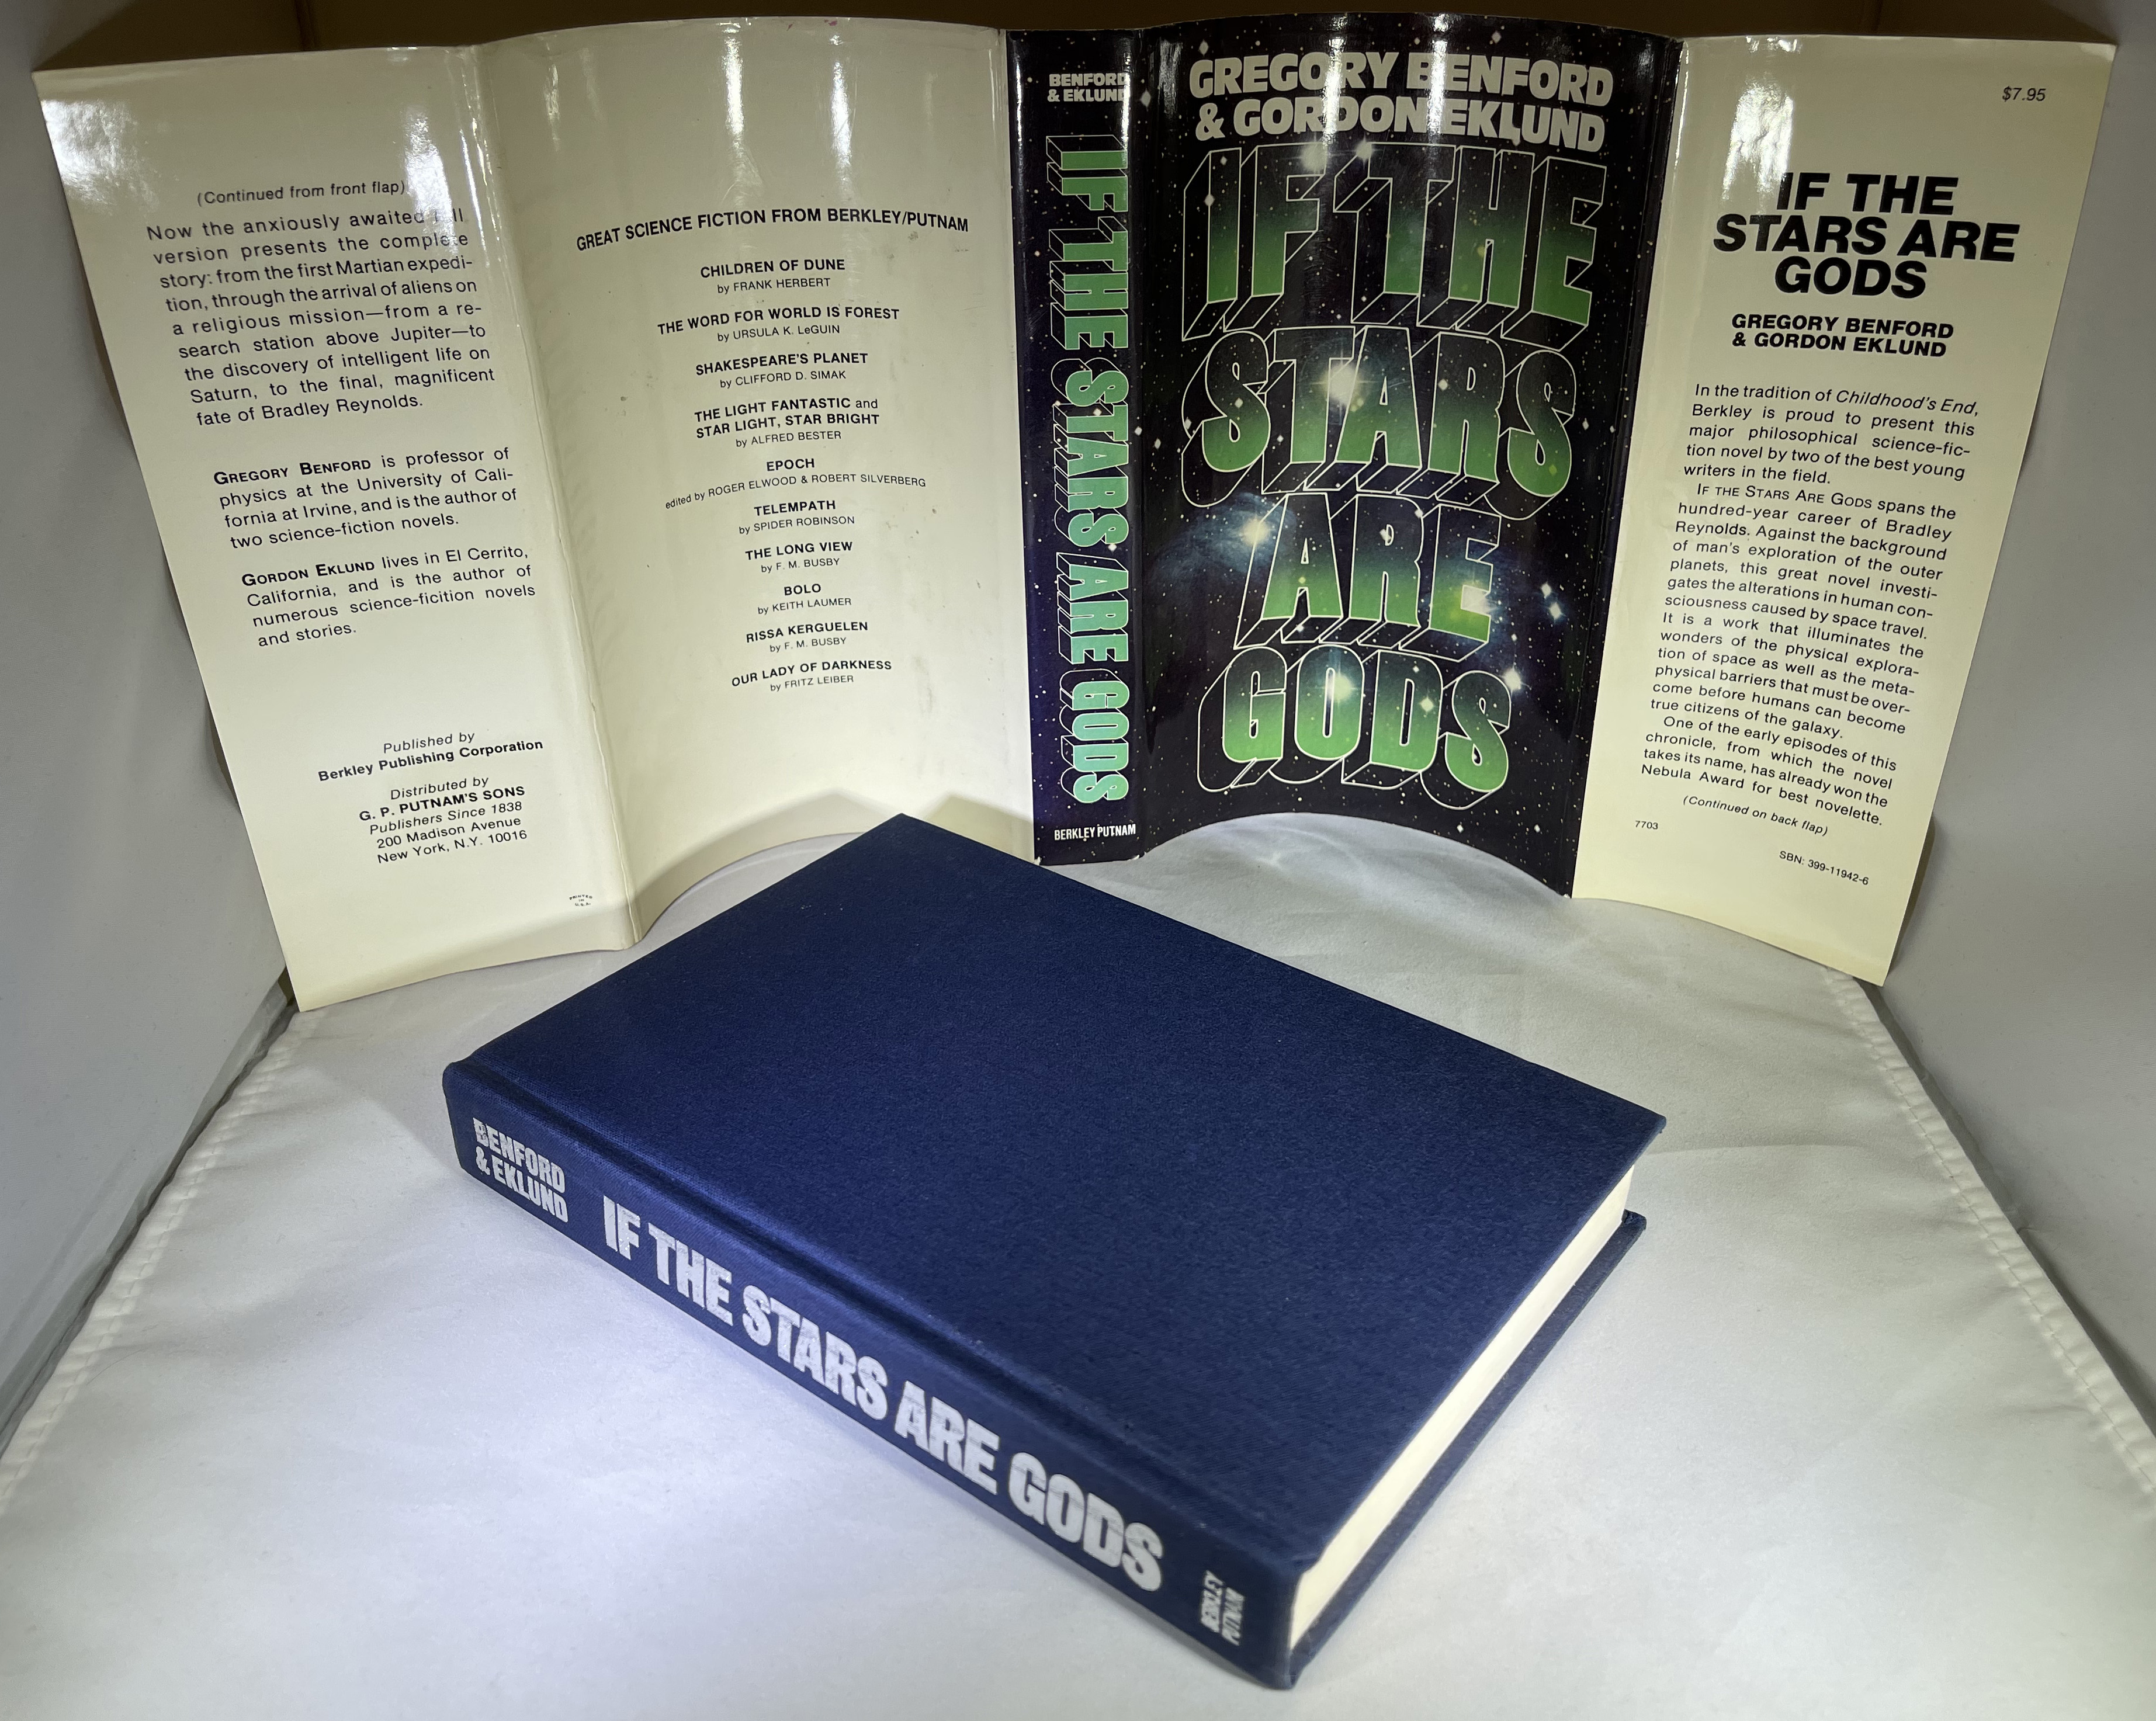 (Continued from front flap)
Now the anxiously awaited full
version presents the complete
story: from the first Martian expedi-
tion, through the arrival of aliens on
a religious mission—from a re-
search station above Jupiter—to
the discovery of intelligent life on
Saturn, to the final, magnificent
fate of Bradley Reynolds.
GREGORY BENFORD is professor of
physics at the University of Cali-
fornia at Irvine, and is the author of
two science-fiction novels.
GORDON EKLUND lives in El Cerrito,
California, and is the author of
numerous science-ficition novels
and stories.
Published by
Berkley Publishing Corporation
Distributed by
G. P. PUTNAM'S SONS
Publishers Since 1838
200 Madison Avenue
New York, N.Y. 10016
PRINTED
IN
U.S.A.
GREAT SCIENCE FICTION FROM BERKLEY/PUTNAM
CHILDREN OF DUNE
by FRANK HERBERT
THE WORD FOR WORLD IS FOREST
by URSULA K. LeGUIN
SHAKESPEARE'S PLANET
by CLIFFORD D. SIMAK
THE LIGHT FANTASTIC and
STAR LIGHT, STAR BRIGHT
by ALFRED BESTER
EPOCH
edited by ROGER ELWOOD & ROBERT SILVERBERG
TELEMPATH
by SPIDER ROBINSON
THE LONG VIEW
by F. M. BUSBY
BOLO
by KEITH LAUMER
RISSA KERGUELEN
by F. M. BUSBY
OUR LADY OF DARKNESS
by FRITZ LEIBER
BENFORD
& EKLUND
IF THE STARS ARE GODS
BERKLEY PUTNAM
GREGORY BENFORD
& GORDON EKLUND
IF THE
STARS
ARE
GODS
$7.95
IF THE
STARS ARE
GODS
GREGORY BENFORD
& GORDON EKLUND
In the tradition of Childhood's End,
Berkley is proud to present this
major philosophical science-fic-
tion novel by two of the best young
writers in the field.
IF THE STARS ARE GODS spans the
hundred-year career of Bradley
Reynolds. Against the background
of man's exploration of the outer
planets, this great novel investi-
gates the alterations in human con-
sciousness caused by space travel.
It is a work that illuminates the
wonders of the physical explora-
tion of space as well as the meta-
physical barriers that must be over-
come before humans can become
true citizens of the galaxy.
One of the early episodes of this
chronicle, from which the novel
takes its name, has already won the
Nebula Award for best novelette.
(Continued on back flap)
7703
SBN: 399-11942-6
BENFORD
& EKLUND
IF THE STARS ARE GODS
BERKLEY
PUTNAM